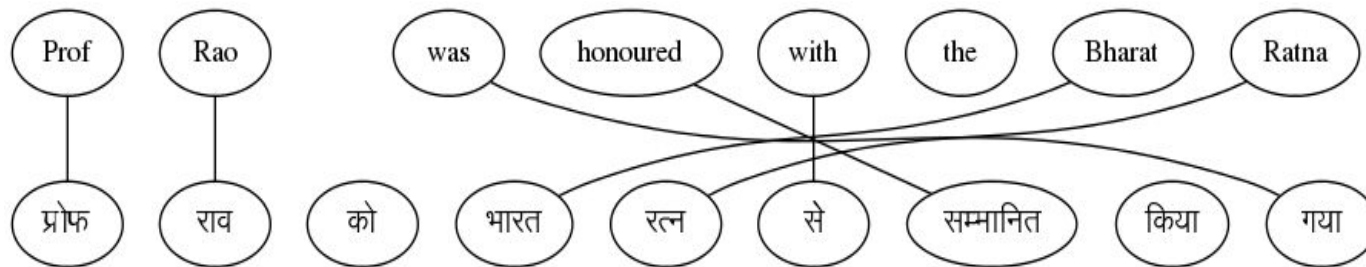 Prof Rao was honoured with the Bharat Ratna
प्रोफ राव को भारत रत्न से सम्मानित किया गया